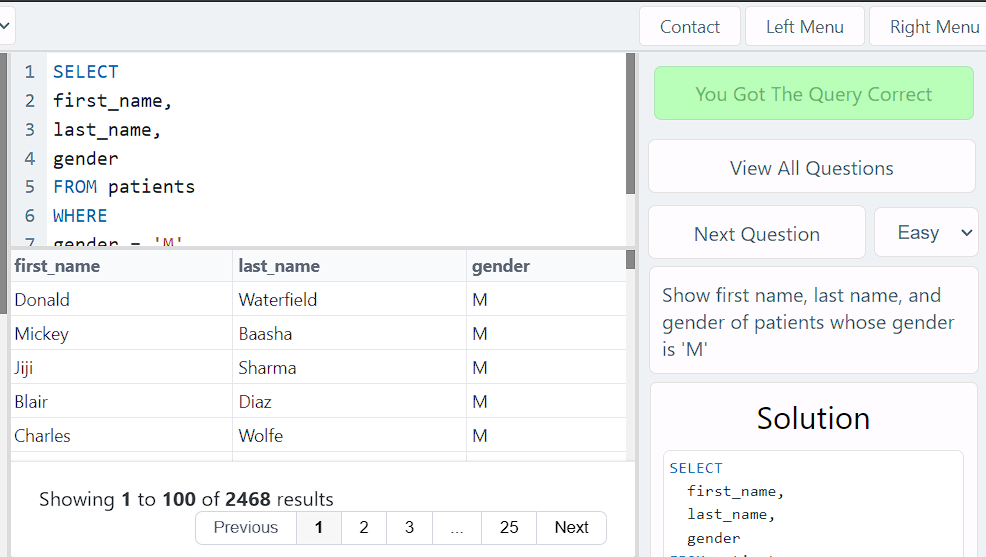 Contact Left Menu Right Menu
1 SELECT
2 first_name,
3 last_name,
4 gender
5 FROM patients
6 WHERE
7 gender = 'M'
first_name last_name gender
Donald Waterfield M
Mickey Baasha M
Jiji Sharma M
Blair Diaz M
Charles Wolfe M
Showing 1 to 100 of 2468 results
Previous 1 2 3 ... 25 Next
You Got The Query Correct
View All Questions
Next Question Easy
Show first name, last name, and
gender of patients whose gender
is 'M'
Solution
SELECT
first_name,
last_name,
gender